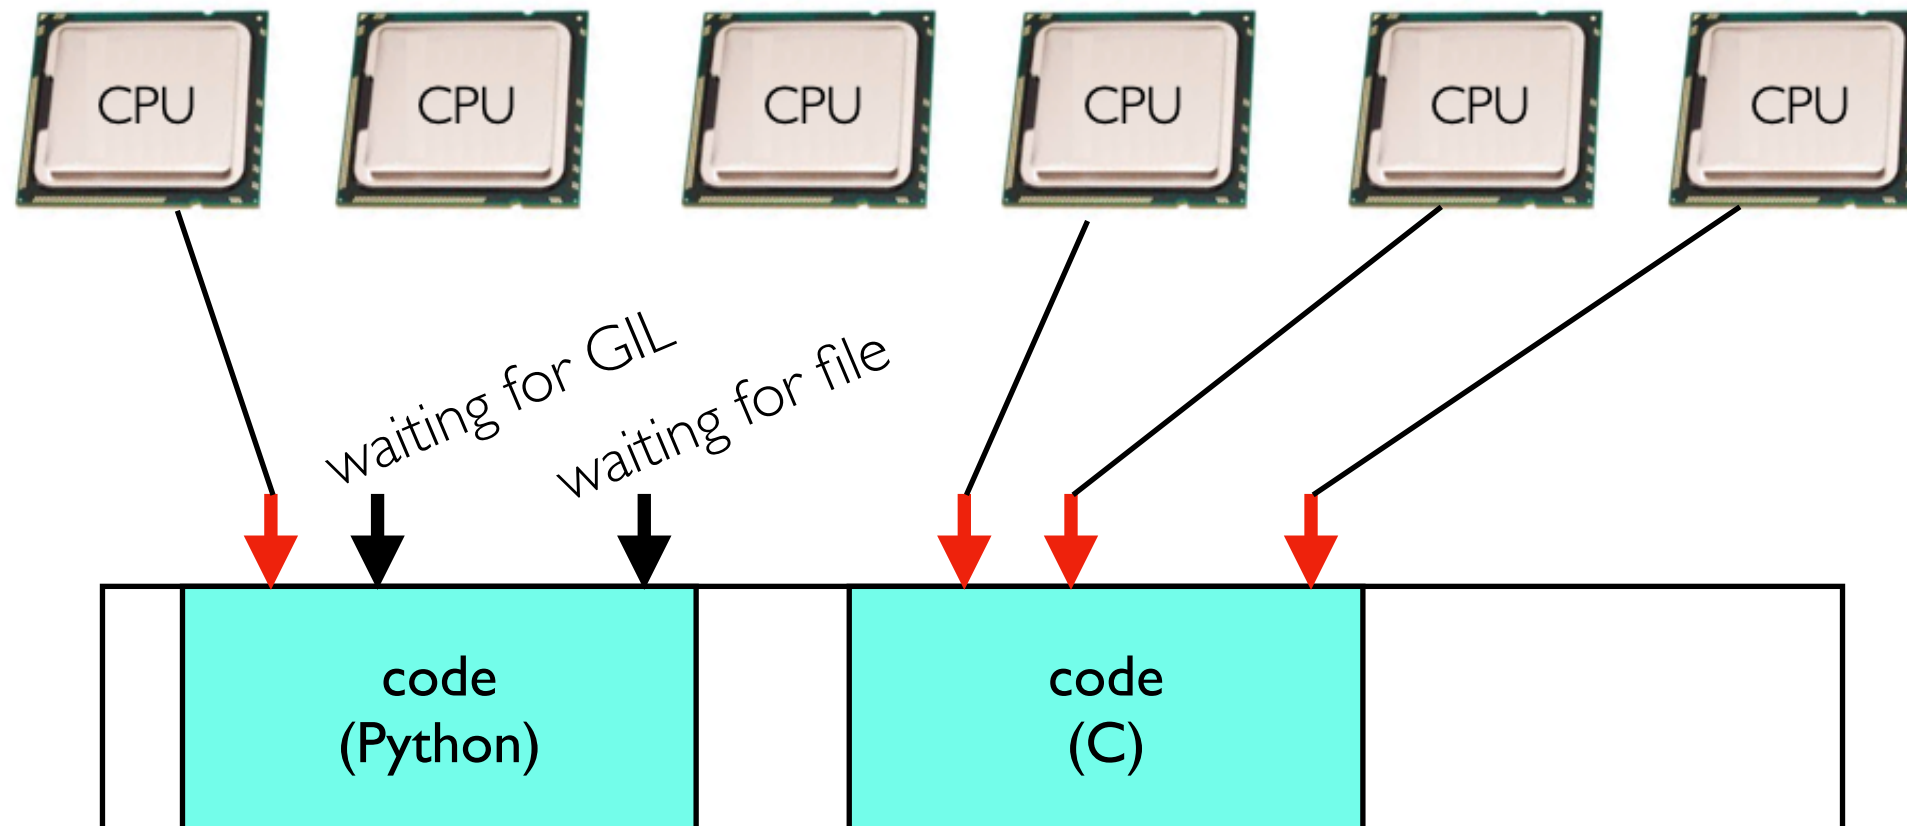 CPU
CPU
CPU
CPU
CPU
CPU
waiting for GIL
waiting for file
code
(Python)
code
(C)